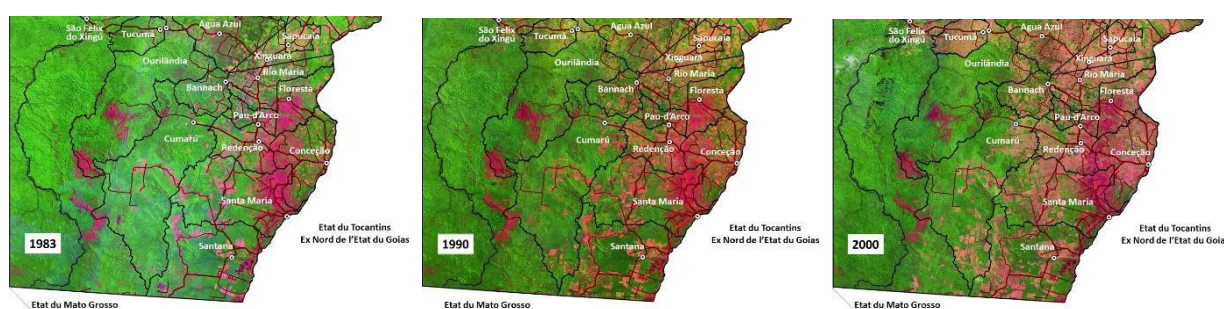 Agua Azul
São Félix
do Xingú
Tucuma
Sapucaia
Ourilândia
Xinguara
Rio Maria
Bannach
Floresta
Pau-d'Arco
Cumarú
Redenção
Conceção
Santa Maria
Etat du Tocantins
Ex Nord de l'Etat du Goias
1983
Santana
Etat du Mato Grosso
Agua Azul
São Félix
do Xingú
Tucuma
Sapucaia
Ourilândia
Xinguara
Rio Maria
Bannach
Floresta
Pau-d'Arco
Cumarú
Redenção
Conceção
Santa Maria
Etat du Tocantins
Ex Nord de l'Etat du Goias
1990
Santana
Etat du Mato Grosso
São Félix
do Xingú
Tucuma
Agua Azul
Sapucaia
Ourilândia
Xinguara
Rio Maria
Bannach
Floresta
Pau-d'Arco
Cumarú
Redenção
Conceção
Santa Maria
Etat du Tocantins
Ex Nord de l'Etat du Goia
2000
Santana
Etat du Mato Grosso